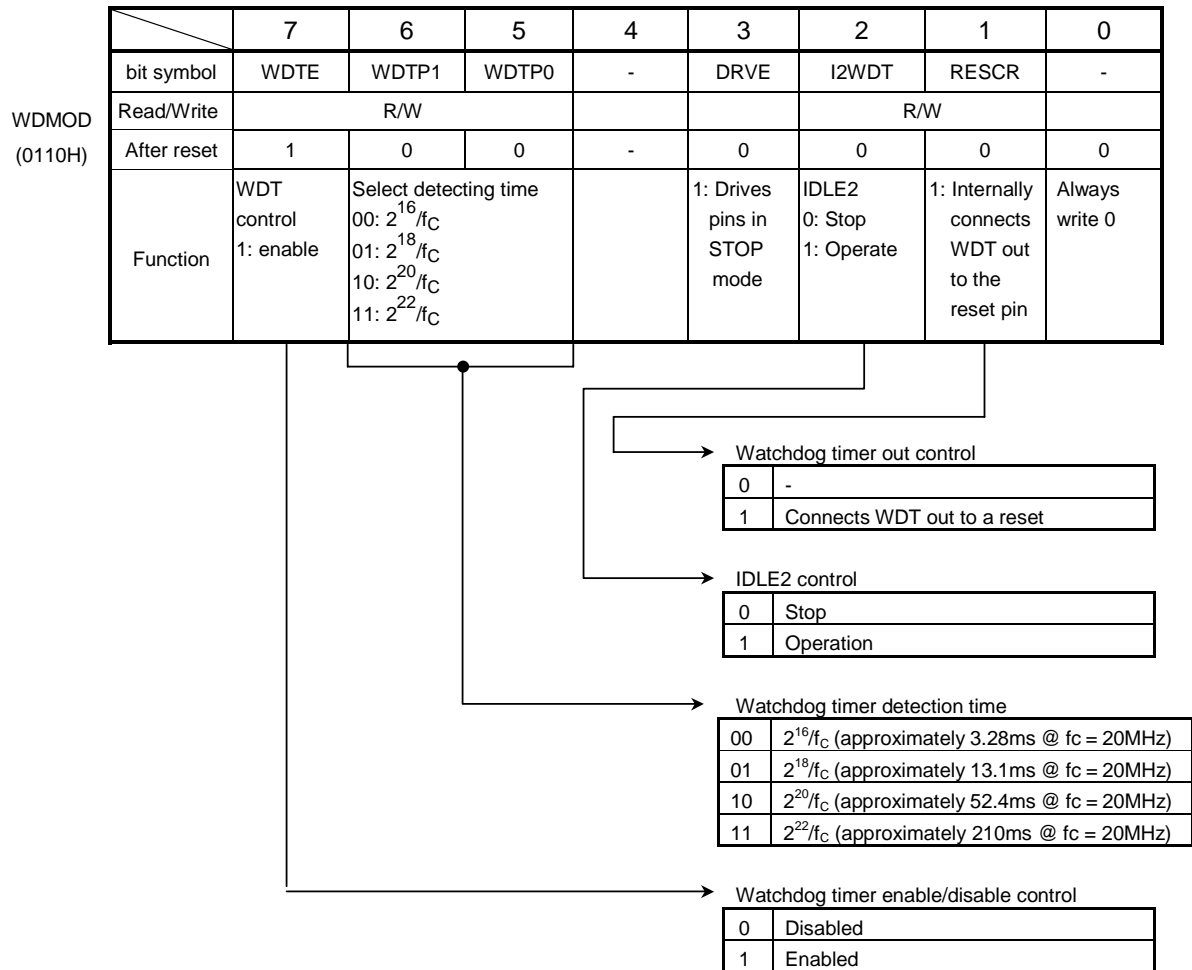 7 6 5 4 3 2 1 0
bit symbol WDTE WDTP1 WDTP0 - DRVE I2WDT RESCR -
WDMOD
(0110H)
Read/Write R/W R/W
After reset 1 0 0 - 0 0 0 0
Function
WDT
control
1: enable
Select detecting time
00: 2^16/fC
01: 2^18/fC
10: 2^20/fC
11: 2^22/fC
1: Drives
pins in
STOP
mode
IDLE2
0: Stop
1: Operate
1: Internally
connects
WDT out
to the
reset pin
Always
write 0
Watchdog timer out control
0 -
1 Connects WDT out to a reset
IDLE2 control
0 Stop
1 Operation
Watchdog timer detection time
00 2^16/fC (approximately 3.28ms @ fc = 20MHz)
01 2^18/fC (approximately 13.1ms @ fc = 20MHz)
10 2^20/fC (approximately 52.4ms @ fc = 20MHz)
11 2^22/fC (approximately 210ms @ fc = 20MHz)
Watchdog timer enable/disable control
0 Disabled
1 Enabled